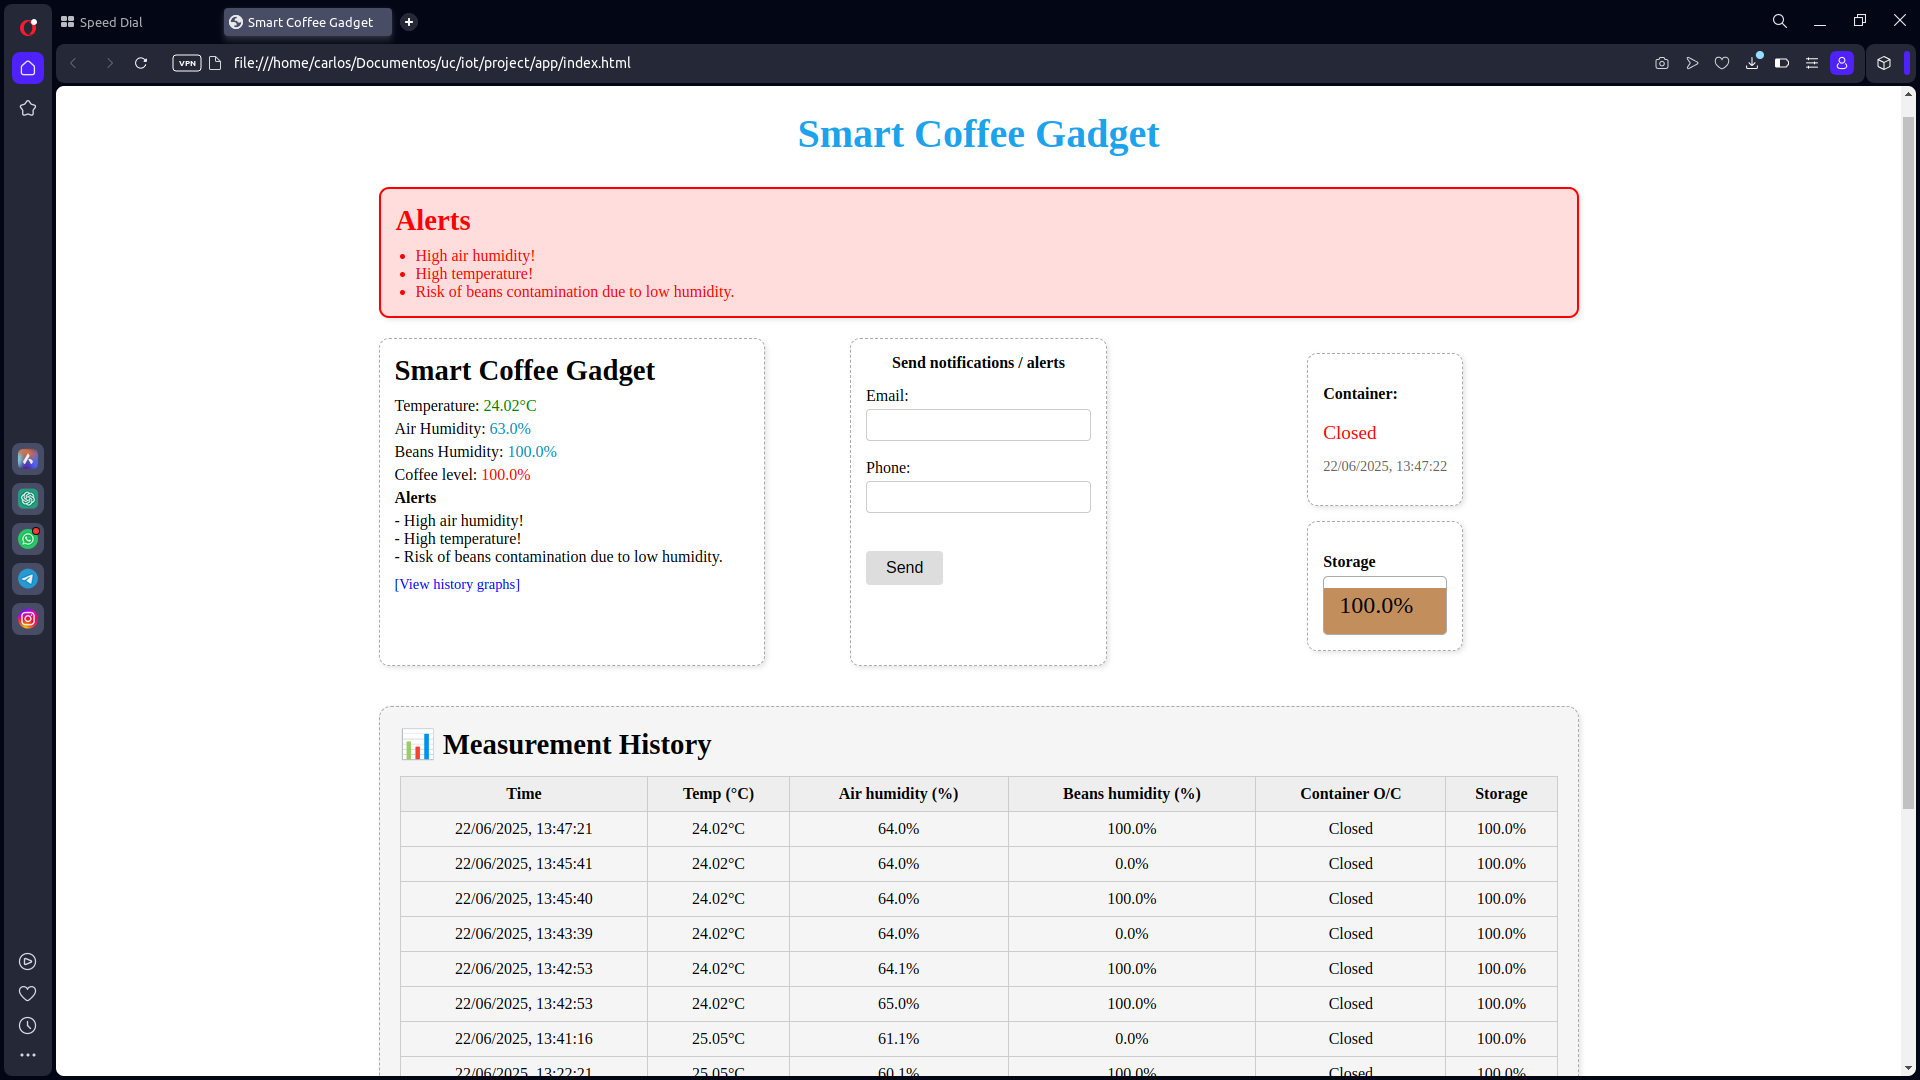 Speed Dial
Smart Coffee Gadget
VPN
file:///home/carlos/Documentos/uc/iot/project/app/index.html
Smart Coffee Gadget
Alerts
High air humidity!
High temperature!
Risk of beans contamination due to low humidity.
Smart Coffee Gadget
Temperature: 24.02°C
Air Humidity: 63.0%
Beans Humidity: 100.0%
Coffee level: 100.0%
Alerts
- High air humidity!
- High temperature!
- Risk of beans contamination due to low humidity.
[View history graphs]
Send notifications / alerts
Email:
Phone:
Send
Container:
Closed
22/06/2025, 13:47:22
Storage
100.0%
📊 Measurement History
Time Temp (°C) Air humidity (%) Beans humidity (%) Container O/C Storage
22/06/2025, 13:47:21 24.02°C 64.0% 100.0% Closed 100.0%
22/06/2025, 13:45:41 24.02°C 64.0% 0.0% Closed 100.0%
22/06/2025, 13:45:40 24.02°C 64.0% 100.0% Closed 100.0%
22/06/2025, 13:43:39 24.02°C 64.0% 0.0% Closed 100.0%
22/06/2025, 13:42:53 24.02°C 64.1% 100.0% Closed 100.0%
22/06/2025, 13:42:53 24.02°C 65.0% 100.0% Closed 100.0%
22/06/2025, 13:41:16 25.05°C 61.1% 0.0% Closed 100.0%
22/06/2025, 13:22:21 25.05°C 60.1% 100.0% Closed 100.0%